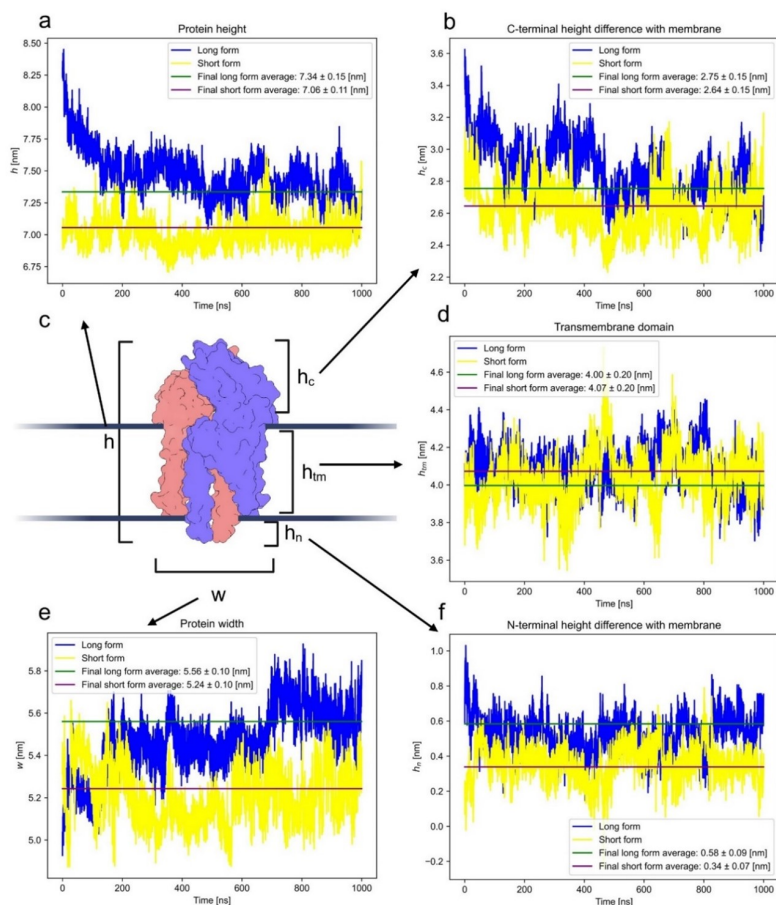 a
Protein height
8.50
8.25
8.00
7.75
7.50
7.25
7.00
6.75
h [nm]
Long form
Short form
Final long form average: 7.34 ± 0.15 [nm]
Final short form average: 7.06 ± 0.11 [nm]
0 200 400 600 800 1000
Time [ns]
b
C-terminal height difference with membrane
3.6
3.4
3.2
3.0
2.8
2.6
2.4
2.2
hc [nm]
Long form
Short form
Final long form average: 2.75 ± 0.15 [nm]
Final short form average: 2.64 ± 0.15 [nm]
0 200 400 600 800 1000
Time [ns]
c
h
hc
htm
hn
w
d
Transmembrane domain
4.6
4.4
4.2
4.0
3.8
3.6
htm [nm]
Long form
Short form
Final long form average: 4.00 ± 0.20 [nm]
Final short form average: 4.07 ± 0.20 [nm]
0 200 400 600 800 1000
Time [ns]
e
Protein width
5.8
5.6
5.4
5.2
5.0
w [nm]
Long form
Short form
Final long form average: 5.56 ± 0.10 [nm]
Final short form average: 5.24 ± 0.10 [nm]
0 200 400 600 800 1000
Time [ns]
f
N-terminal height difference with membrane
1.0
0.8
0.6
0.4
0.2
0.0
−0.2
hn [nm]
Long form
Short form
Final long form average: 0.58 ± 0.09 [nm]
Final short form average: 0.34 ± 0.07 [nm]
0 200 400 600 800 1000
Time [ns]